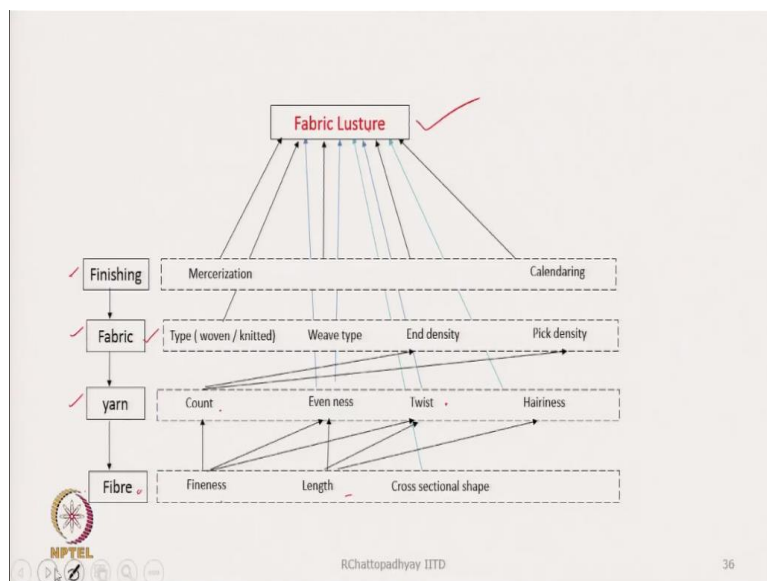 Fabric Lusture
Finishing
Mercerization
Calendaring
Fabric
Type ( woven / knitted)
Weave type
End density
Pick density
yarn
Count
Even ness
Twist
Hairiness
Fibre
Fineness
Length
Cross sectional shape
NPTEL
RChattopadhyay IITD
36